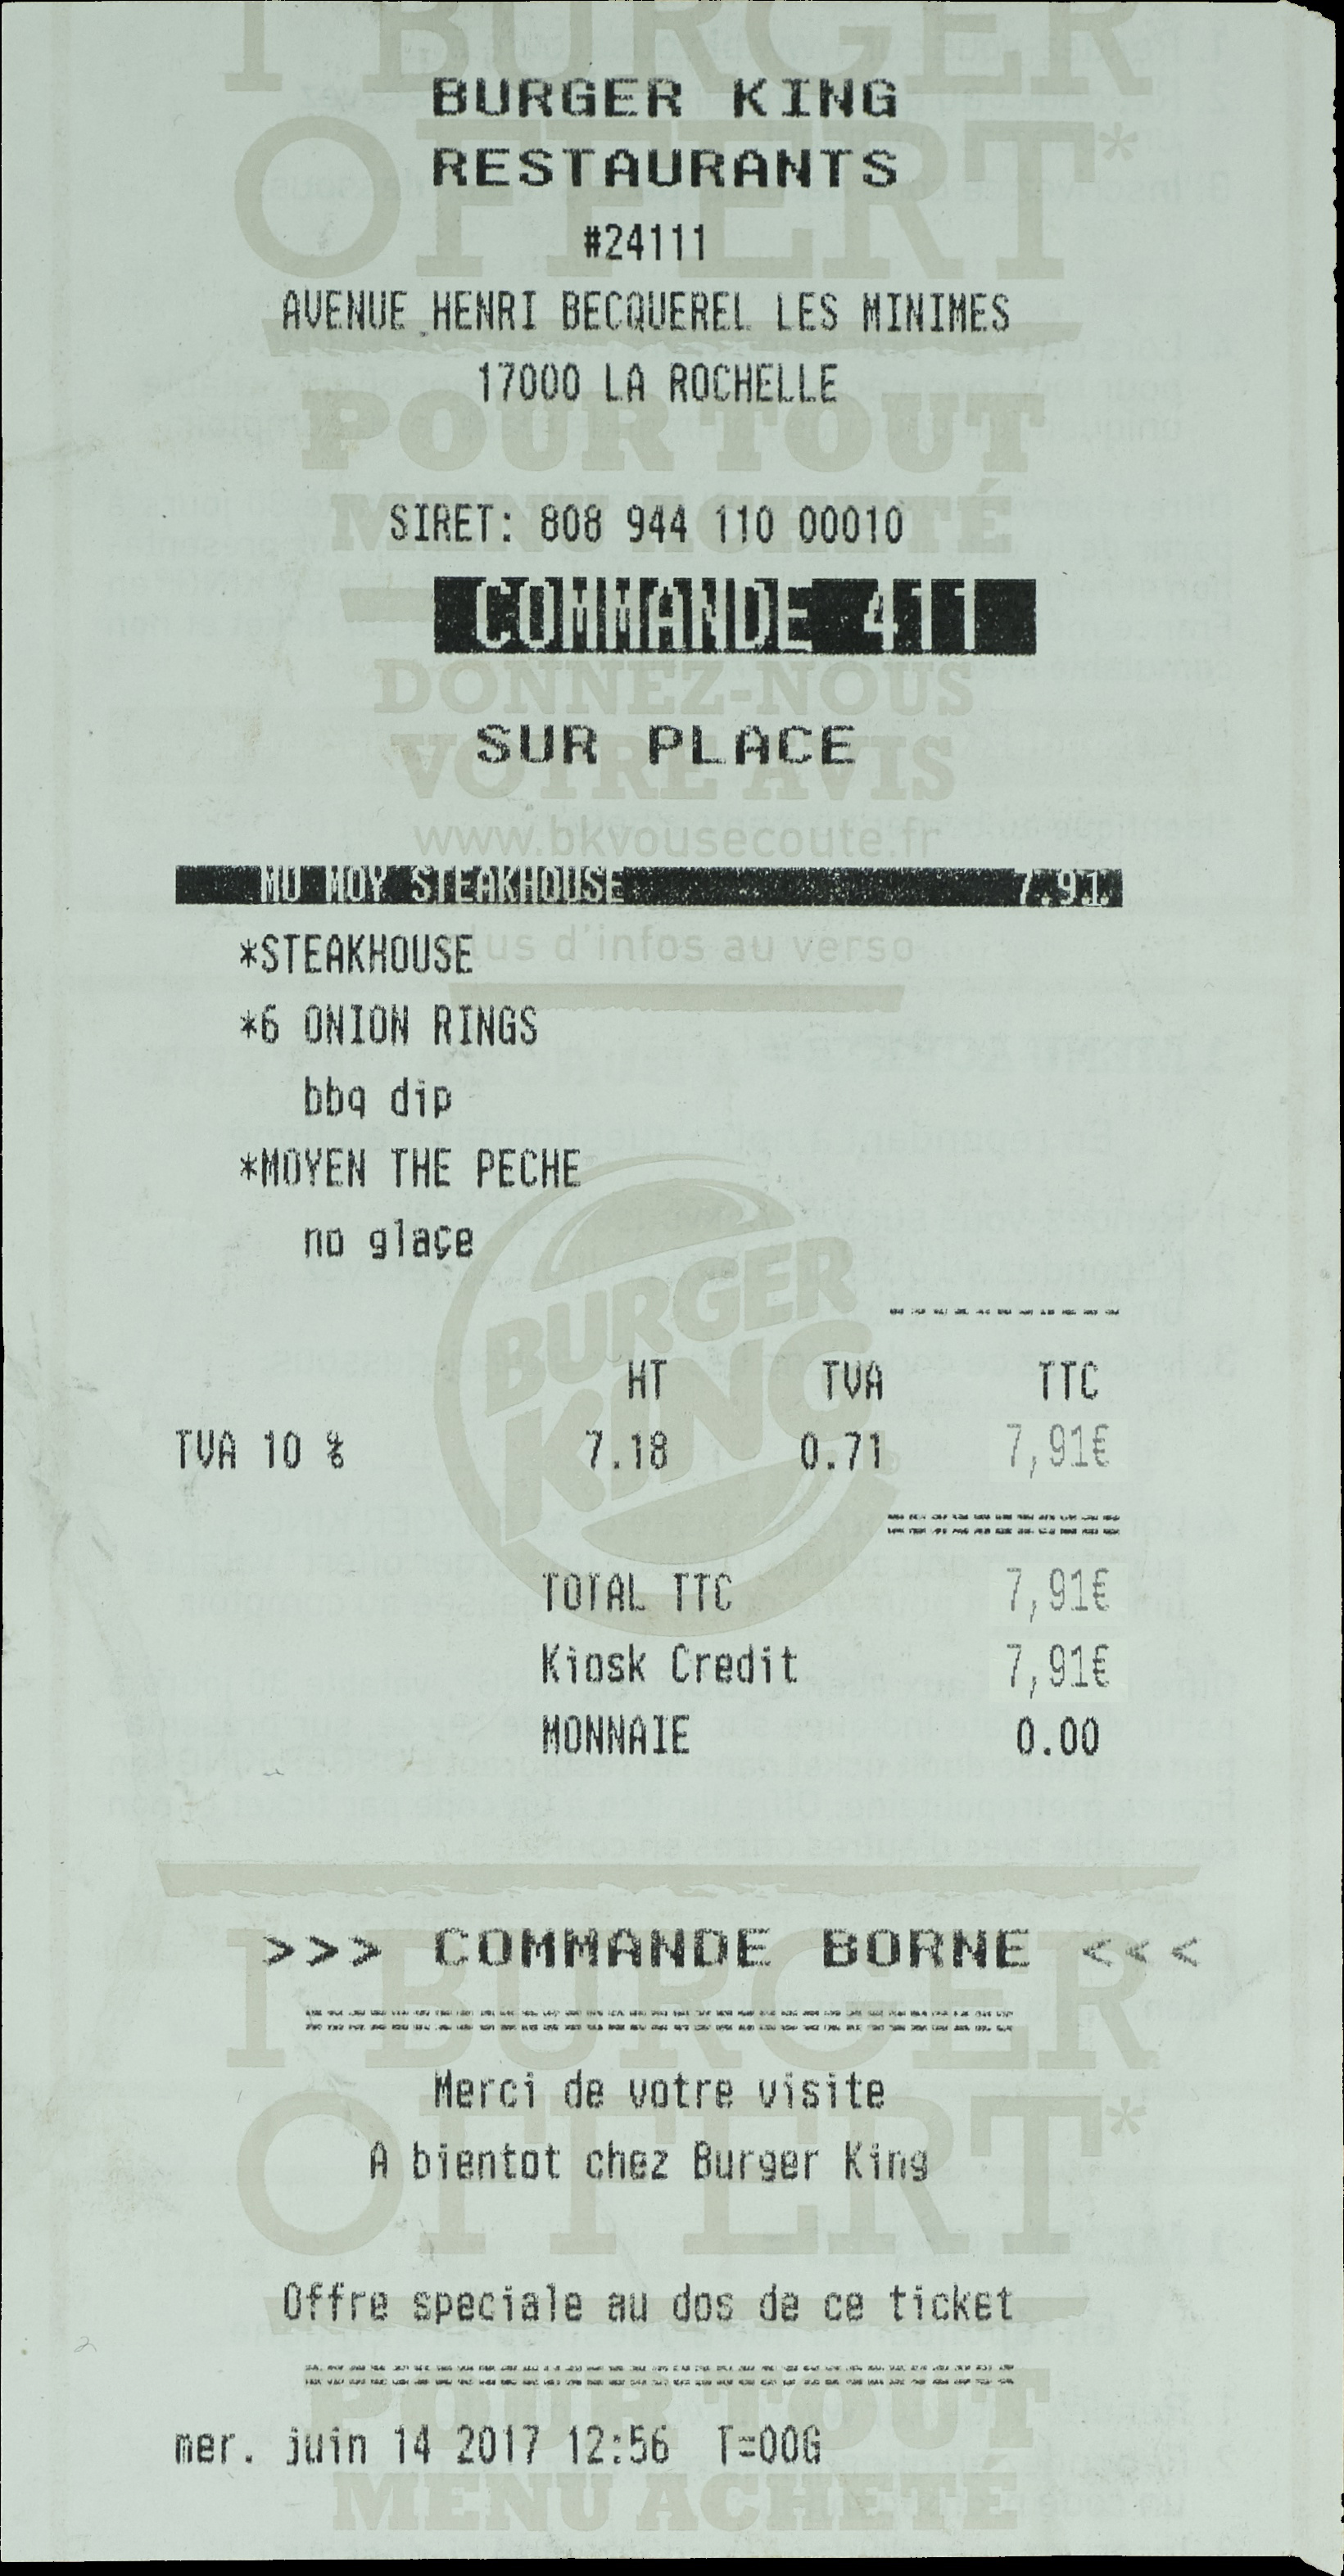 BURGER KING
RESTAURANTS
#24111
AVENUE HENRI BECQUEREL LES MINIMES
17000 LA ROCHELLE
SIRET: 808 944 110 00010
COMMANDE 411
SUR PLACE
MU MOY STEAKHOUSE 7.91
*STEAKHOUSE
*6 ONION RINGS
bbq dip
*MOYEN THE PECHE
no glaçe
HT TVA TTC
TVA 10 % 7.18 0.71 7,91€
TOTAL TTC 7,91€
Kiosk Credit 7,91€
MONNAIE 0.00
>>> COMMANDE BORNE <<<
Merci de votre visite
A bientot chez Burger King
Offre speciale au dos de ce ticket
mer. juin 14 2017 12:56 T=00G
1 BURGER
OFFERT*
POUR TOUT
MENU ACHETÉ
DONNEZ-NOUS
VOTRE AVIS
www.bkvousecoute.fr
plus d'infos au verso
BURGER
KING
1 BURGER
OFFERT*
POUR TOUT
MENU ACHETÉ